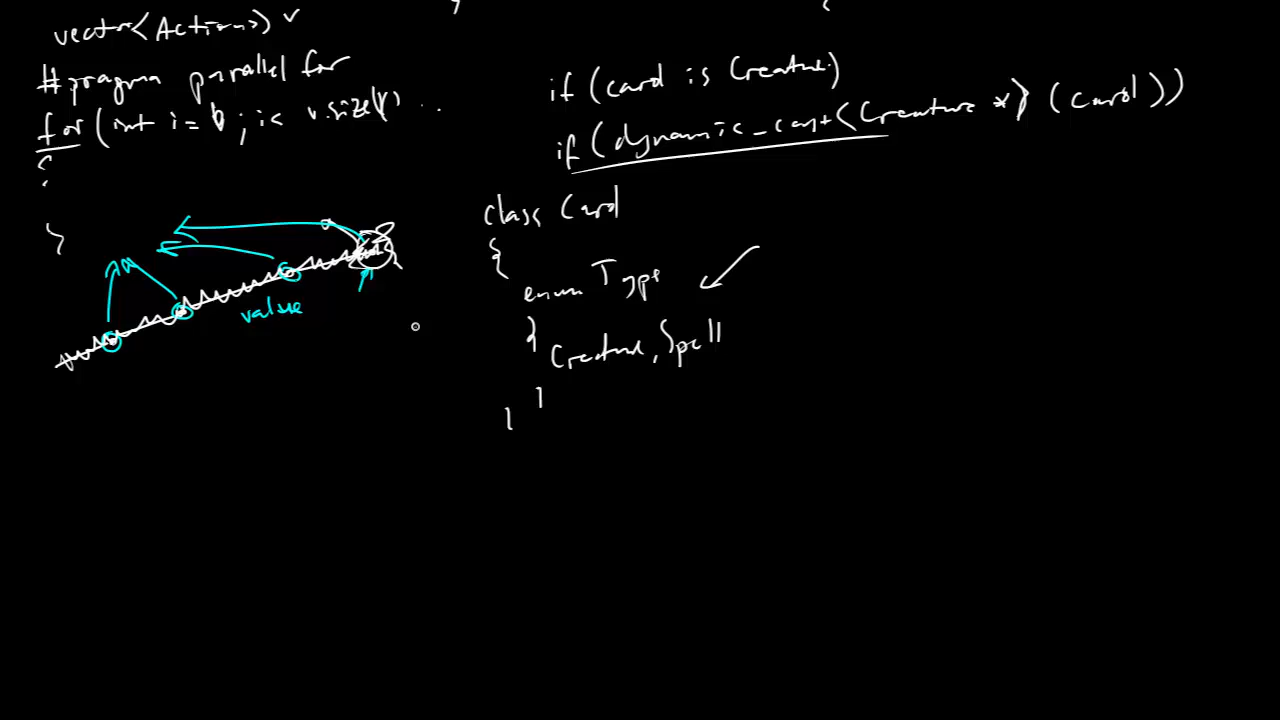 vector<Action>> v
#pragma parallel for
for (int i=0; i< v.size()) ..
{
}
value
if (card is Creature)
if (dynamic_cast<Creature *> (card))
class Card
{
enum Type
}
Creature, Spell